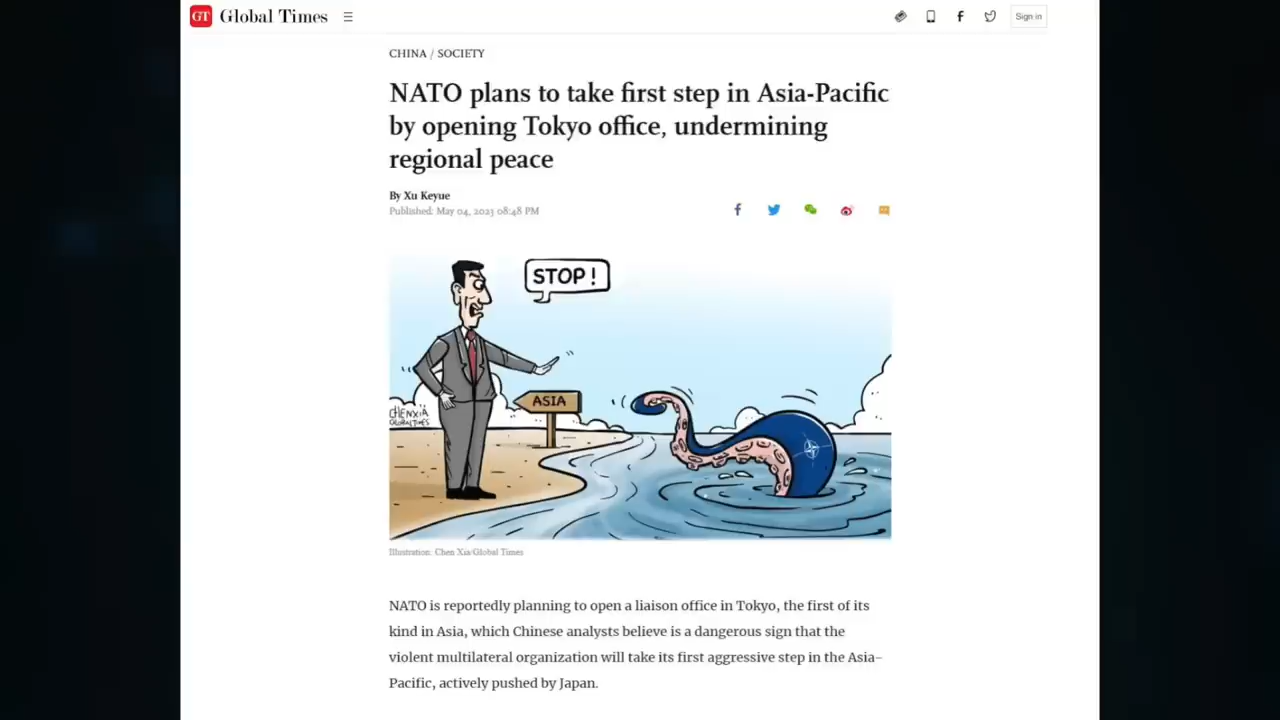 GT Global Times
Sign in
CHINA / SOCIETY
NATO plans to take first step in Asia-Pacific
by opening Tokyo office, undermining
regional peace
By Xu Keyue
Published: May 04, 2023 08:48 PM
STOP!
ASIA
CHENXIA
GLOBALTIMES
Illustration: Chen Xia/Global Times
NATO is reportedly planning to open a liaison office in Tokyo, the first of its
kind in Asia, which Chinese analysts believe is a dangerous sign that the
violent multilateral organization will take its first aggressive step in the Asia-
Pacific, actively pushed by Japan.